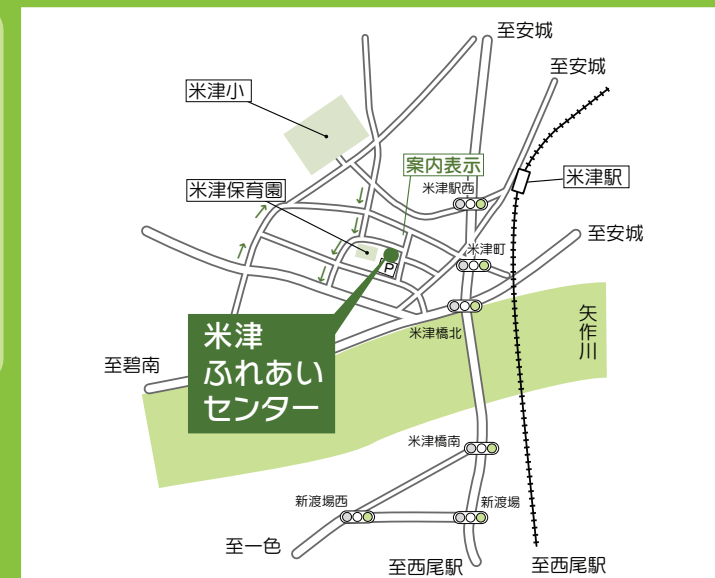 至安城
至安城
米津小
案内表示
米津駅
米津保育園
米津駅西
至安城
米津町
P
矢作川
米津橋北
米津
ふれあい
センター
至碧南
米津橋南
新渡場西
新渡場
至一色
至西尾駅
至西尾駅